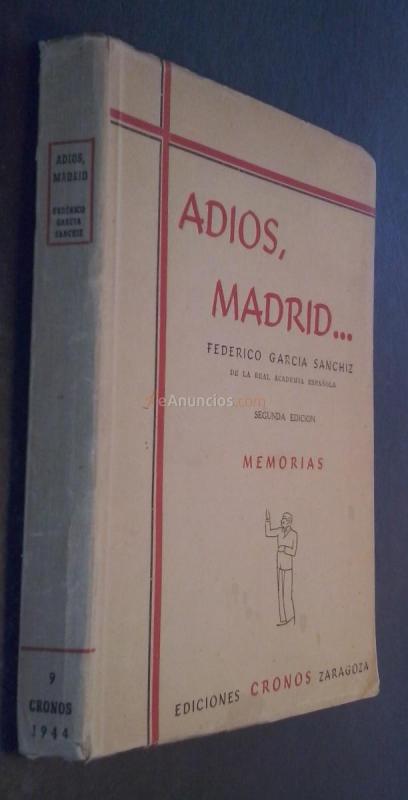 ADIOS,
MADRID
FEDERICO
GARCIA
SANCHIZ
9
CRONOS
1944
ADIOS,
MADRID...
FEDERICO GARCIA SANCHIZ
DE LA REAL ACADEMIA ESPAÑOLA
eAnuncios.com
SEGUNDA EDICION
MEMORIAS
EDICIONES CRONOS ZARAGOZA